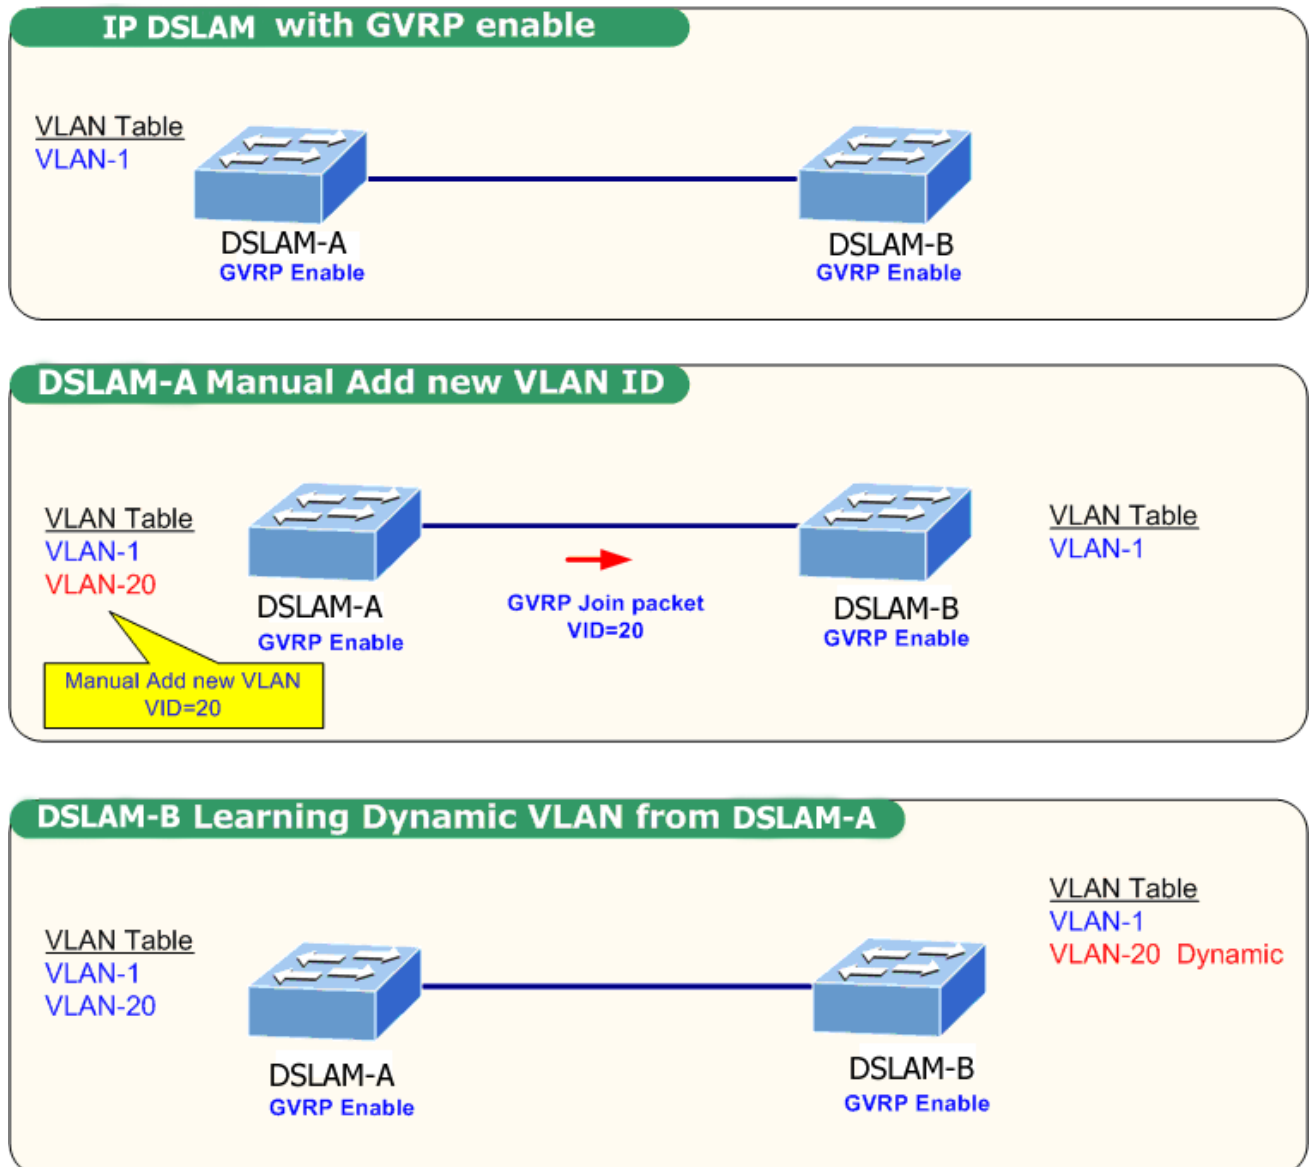 IP DSLAM with GVRP enable
VLAN Table
VLAN-1
DSLAM-A
GVRP Enable
DSLAM-B
GVRP Enable
DSLAM-A Manual Add new VLAN ID
VLAN Table
VLAN-1
VLAN-20
Manual Add new VLAN
VID=20
DSLAM-A
GVRP Enable
GVRP Join packet
VID=20
DSLAM-B
GVRP Enable
VLAN Table
VLAN-1
DSLAM-B Learning Dynamic VLAN from DSLAM-A
VLAN Table
VLAN-1
VLAN-20
DSLAM-A
GVRP Enable
DSLAM-B
GVRP Enable
VLAN Table
VLAN-1
VLAN-20 Dynamic